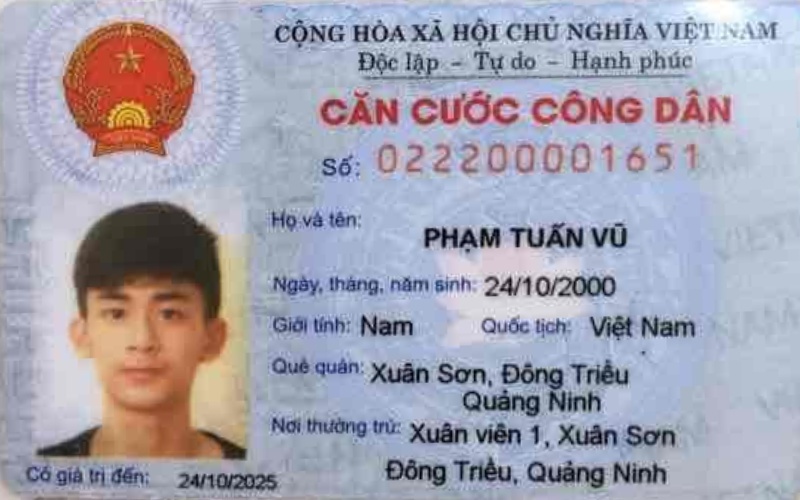 CỘNG HÒA XÃ HỘI CHỦ NGHĨA VIỆT NAM
Độc lập - Tự do - Hạnh phúc
CĂN CƯỚC CÔNG DÂN
Số: 022200001651
Họ và tên:
PHẠM TUẤN VŨ
Ngày, tháng, năm sinh: 24/10/2000
Giới tính: Nam Quốc tịch: Việt Nam
Quê quán: Xuân Sơn, Đông Triều
Quảng Ninh
Nơi thường trú: Xuân viên 1, Xuân Sơn
Đông Triều, Quảng Ninh
Có giá trị đến: 24/10/2025